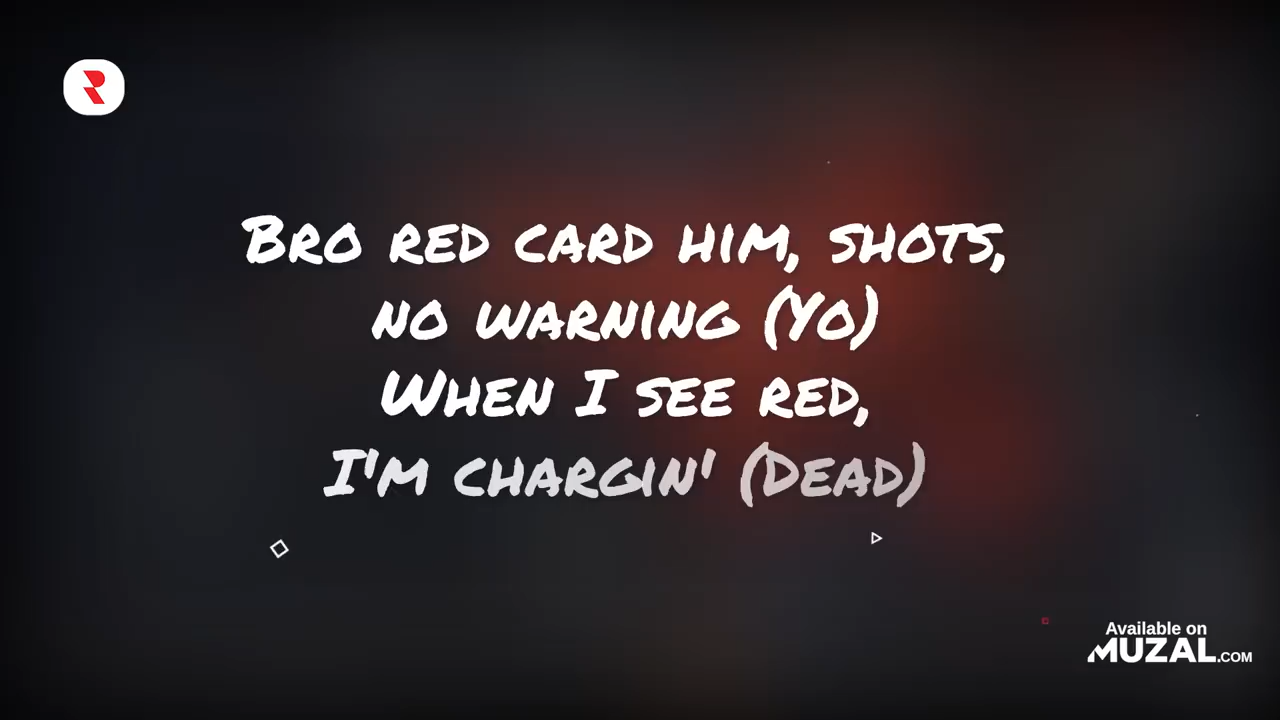 Bro red card him, shots,
no warning (Yo)
When I see red,
I'm chargin' (Dead)
Available on
MUZAL.COM